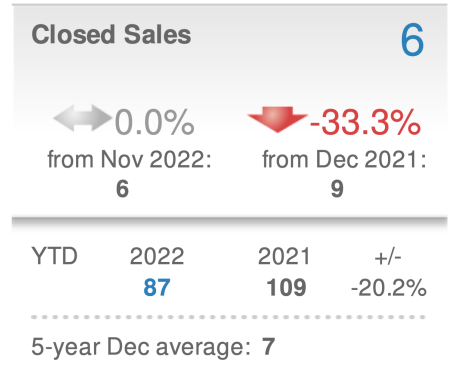 Closed Sales 6
0.0% -33.3%
from Nov 2022: from Dec 2021:
6 9
YTD 2022 2021 +/-
87 109 -20.2%
5-year Dec average: 7